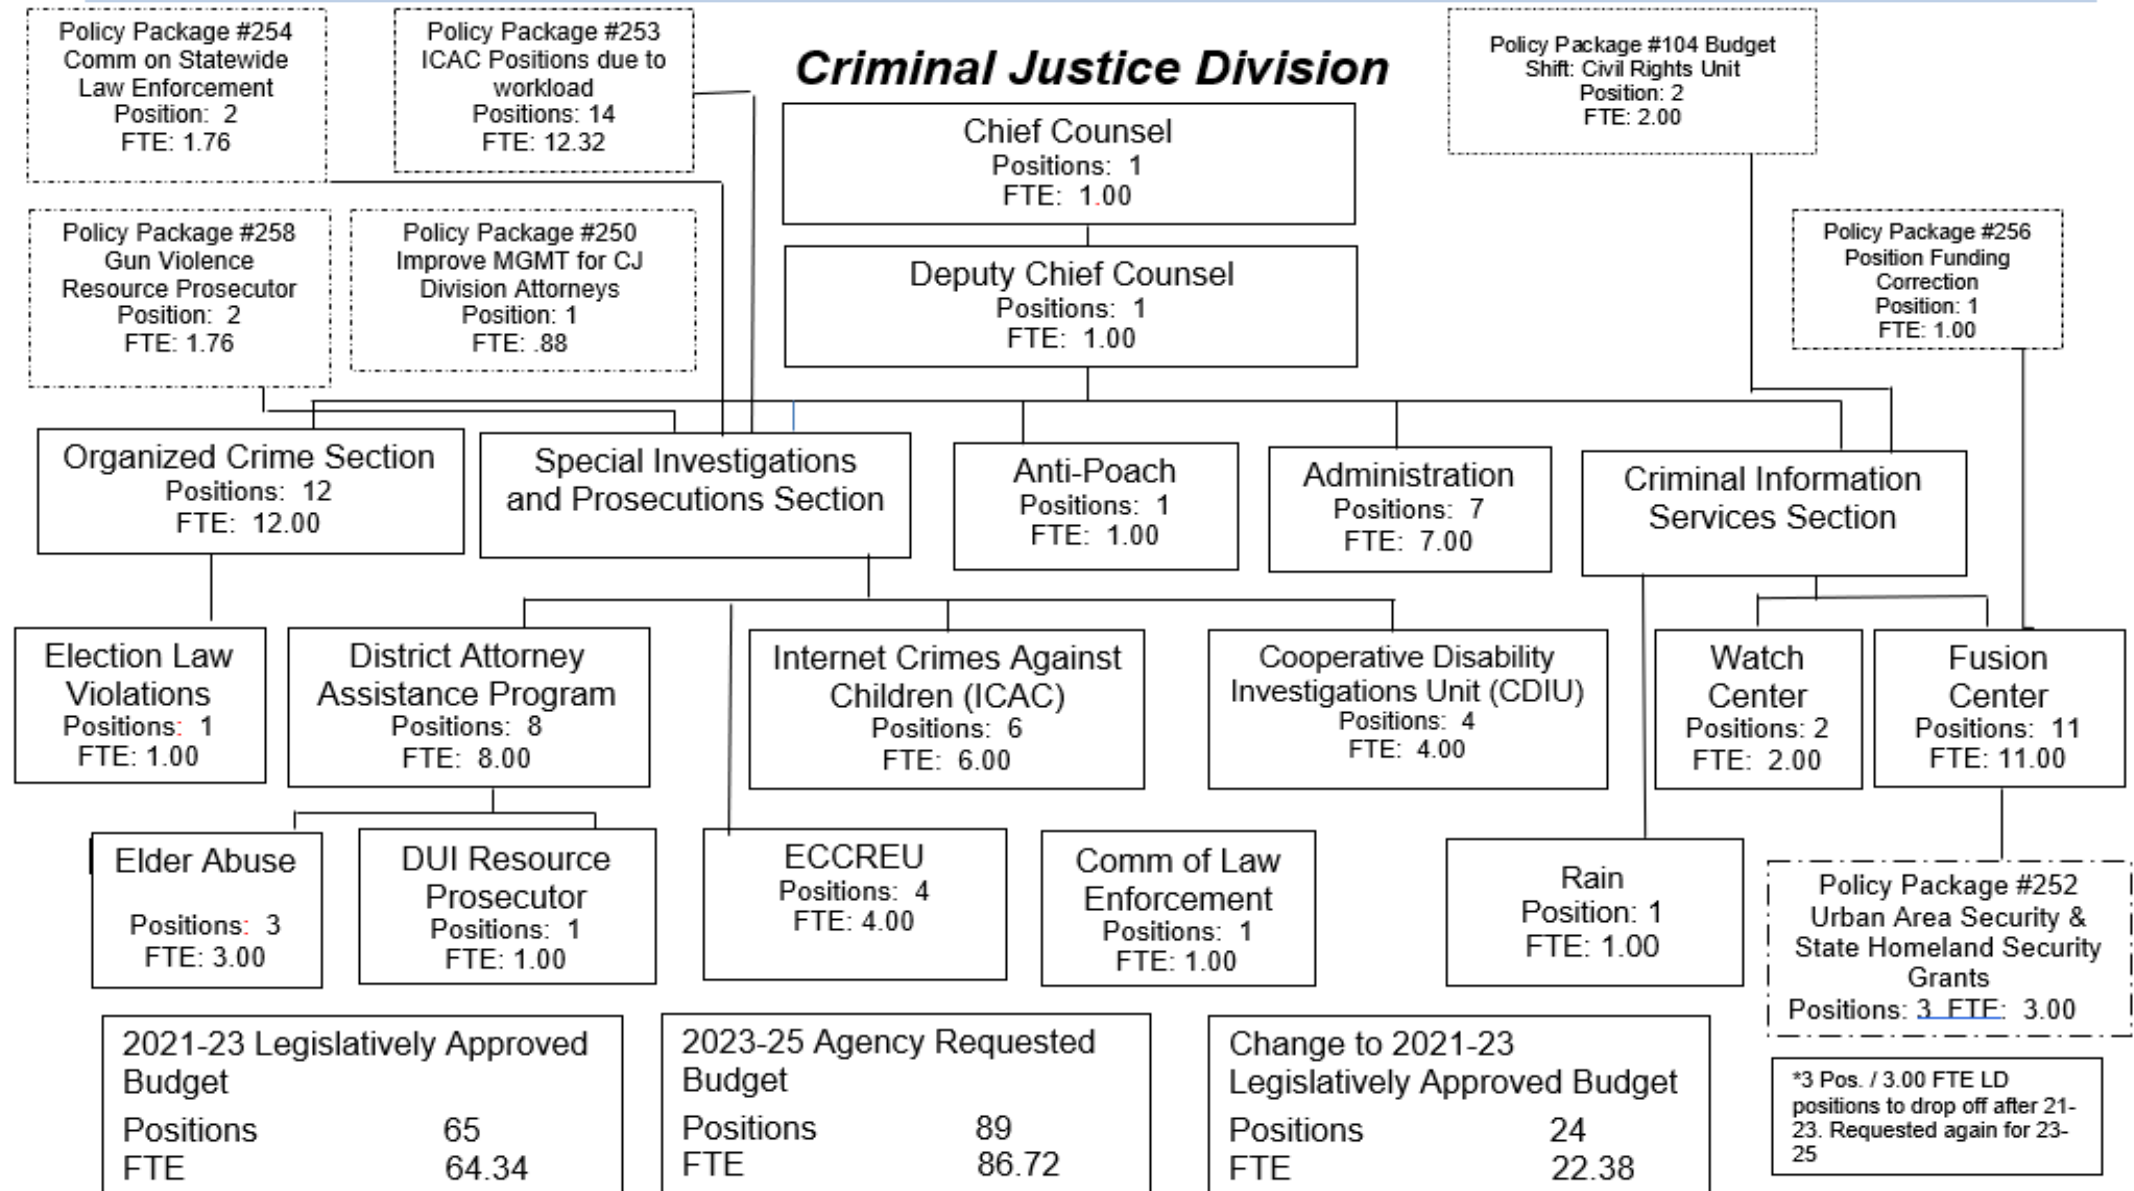 Policy Package #254
Comm on Statewide
Law Enforcement
Position: 2
FTE: 1.76
Policy Package #253
ICAC Positions due to
workload
Positions: 14
FTE: 12.32
Criminal Justice Division
Policy Package #104 Budget
Shift: Civil Rights Unit
Position: 2
FTE: 2.00
Chief Counsel
Positions: 1
FTE: 1.00
Policy Package #258
Gun Violence
Resource Prosecutor
Position: 2
FTE: 1.76
Policy Package #250
Improve MGMT for CJ
Division Attorneys
Position: 1
FTE: .88
Deputy Chief Counsel
Positions: 1
FTE: 1.00
Policy Package #256
Position Funding
Correction
Position: 1
FTE: 1.00
Organized Crime Section
Positions: 12
FTE: 12.00
Special Investigations
and Prosecutions Section
Anti-Poach
Positions: 1
FTE: 1.00
Administration
Positions: 7
FTE: 7.00
Criminal Information
Services Section
Election Law
Violations
Positions: 1
FTE: 1.00
District Attorney
Assistance Program
Positions: 8
FTE: 8.00
Internet Crimes Against
Children (ICAC)
Positions: 6
FTE: 6.00
Cooperative Disability
Investigations Unit (CDIU)
Positions: 4
FTE: 4.00
Watch
Center
Positions: 2
FTE: 2.00
Fusion
Center
Positions: 11
FTE: 11.00
Elder Abuse
Positions: 3
FTE: 3.00
DUI Resource
Prosecutor
Positions: 1
FTE: 1.00
ECCREU
Positions: 4
FTE: 4.00
Comm of Law
Enforcement
Positions: 1
FTE: 1.00
Rain
Position: 1
FTE: 1.00
Policy Package #252
Urban Area Security &
State Homeland Security
Grants
Positions: 3 FTE: 3.00
2021-23 Legislatively Approved
Budget
Positions 65
FTE 64.34
2023-25 Agency Requested
Budget
Positions 89
FTE 86.72
Change to 2021-23
Legislatively Approved Budget
Positions 24
FTE 22.38
*3 Pos. / 3.00 FTE LD
positions to drop off after 21-
23. Requested again for 23-
25